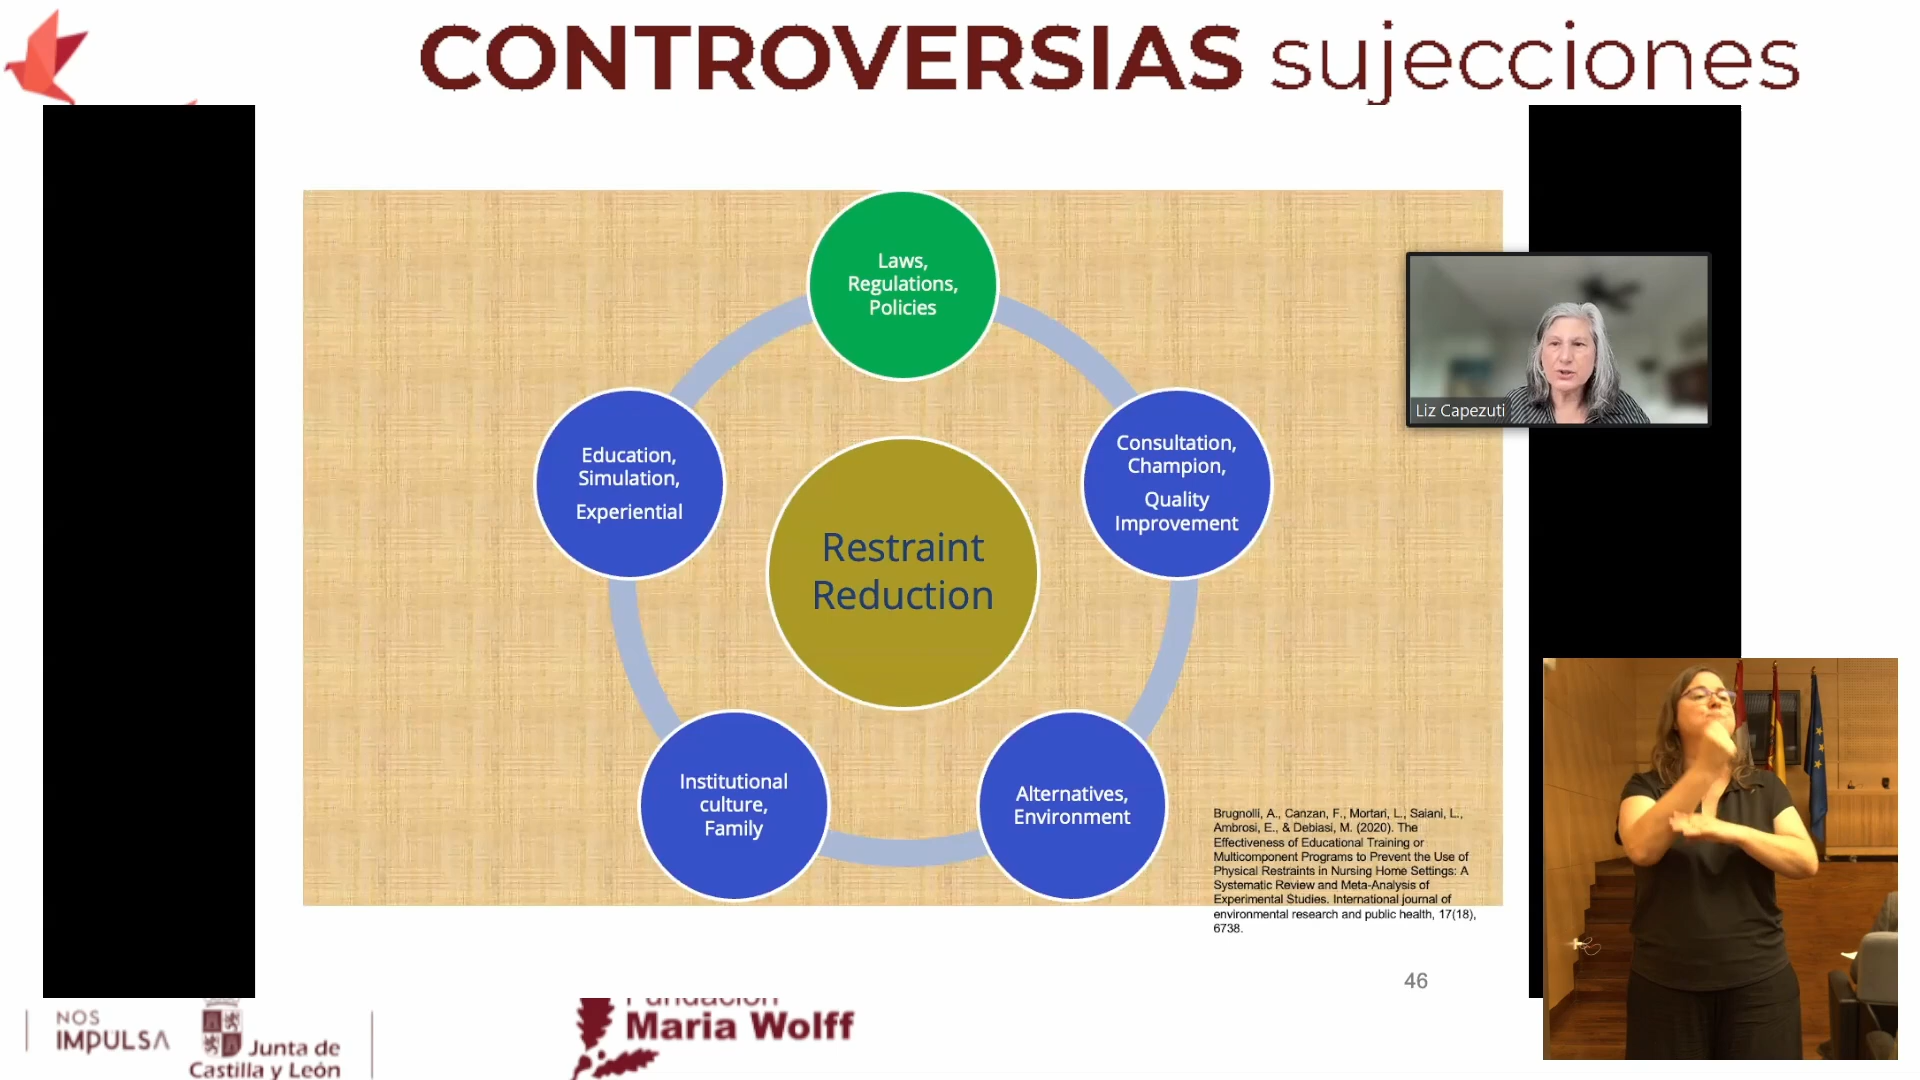 CONTROVERSIAS sujecciones
Laws,
Regulations,
Policies
Education,
Simulation,
Experiential
Consultation,
Champion,
Quality
Improvement
Restraint
Reduction
Institutional
culture,
Family
Alternatives,
Environment
Liz Capezuti
Brugnolli, A., Canzan, F., Mortari, L., Saiani, L.,
Ambrosi, E., & Debiasi, M. (2020). The
Effectiveness of Educational Training or
Multicomponent Programs to Prevent the Use of
Physical Restraints in Nursing Home Settings: A
Systematic Review and Meta-Analysis of
Experimental Studies. International journal of
environmental research and public health, 17(18),
6738.
46
NOS
IMPULSA
Junta de
Castilla y León
Fundación
Maria Wolff